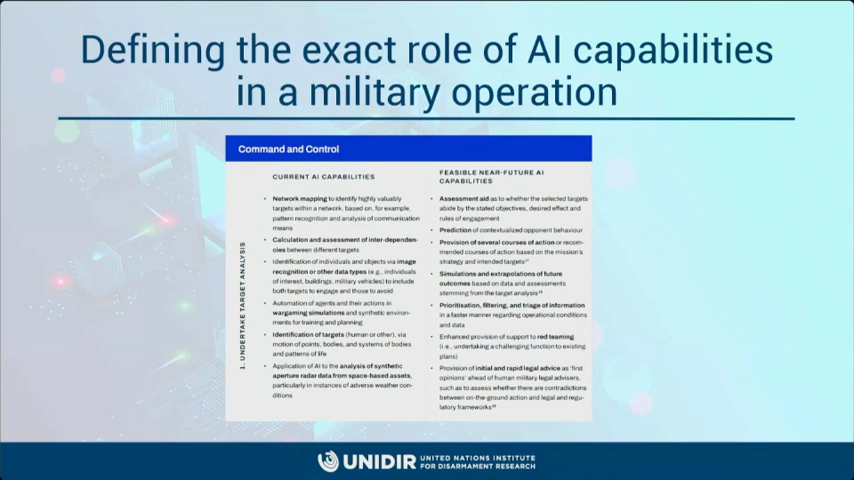 Defining the exact role of AI capabilities
in a military operation
Command and Control
1. UNDERTAKE TARGET ANALYSIS
CURRENT AI CAPABILITIES
• Network mapping to identify highly valuably
targets within a network, based on, for example,
pattern recognition and analysis of communication
means
• Calculation and assessment of inter-dependen-
cies between different targets
• Identification of individuals and objects via image
recognition or other data types (e.g., individuals
of interest, buildings, military vehicles) to include
both targets to engage and those to avoid
• Automation of agents and their actions in
wargaming simulations and synthetic environ-
ments for training and planning
• Identification of targets (human or other), via
motion of points, bodies, and systems of bodies
and patterns of life
• Application of AI to the analysis of synthetic
aperture radar data from space-based assets,
particularly in instances of adverse weather con-
ditions
FEASIBLE NEAR-FUTURE AI
CAPABILITIES
• Assessment aid as to whether the selected targets
abide by the stated objectives, desired effect and
rules of engagement
• Prediction of contextualized opponent behaviour
• Provision of several courses of action or recom-
mended courses of action based on the mission's
strategy and intended targets
• Simulations and extrapolations of future
outcomes based on data and assessments
stemming from the target analysis
• Prioritisation, filtering, and triage of information
in a faster manner regarding operational conditions
and data
• Enhanced provision of support to red teaming
(i.e., undertaking a challenging function to existing
plans)
• Provision of initial and rapid legal advice as 'first
opinions' ahead of human military legal advisers,
such as to assess whether there are contradictions
between on-the-ground action and legal and regu-
latory frameworks
UNIDIR
UNITED NATIONS INSTITUTE
FOR DISARMAMENT RESEARCH